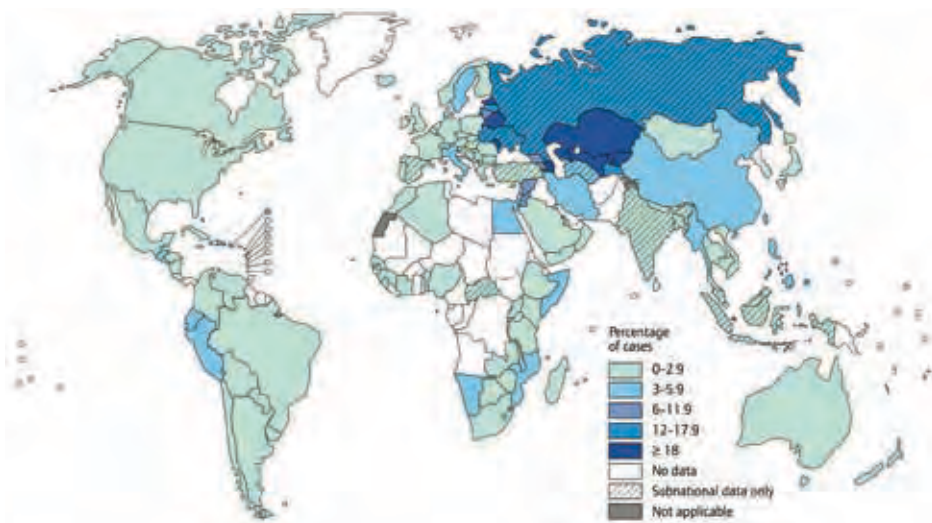 Percentage
of cases
0–2.9
3–5.9
6–11.9
12–17.9
≥ 18
No data
Subnational data only
Not applicable